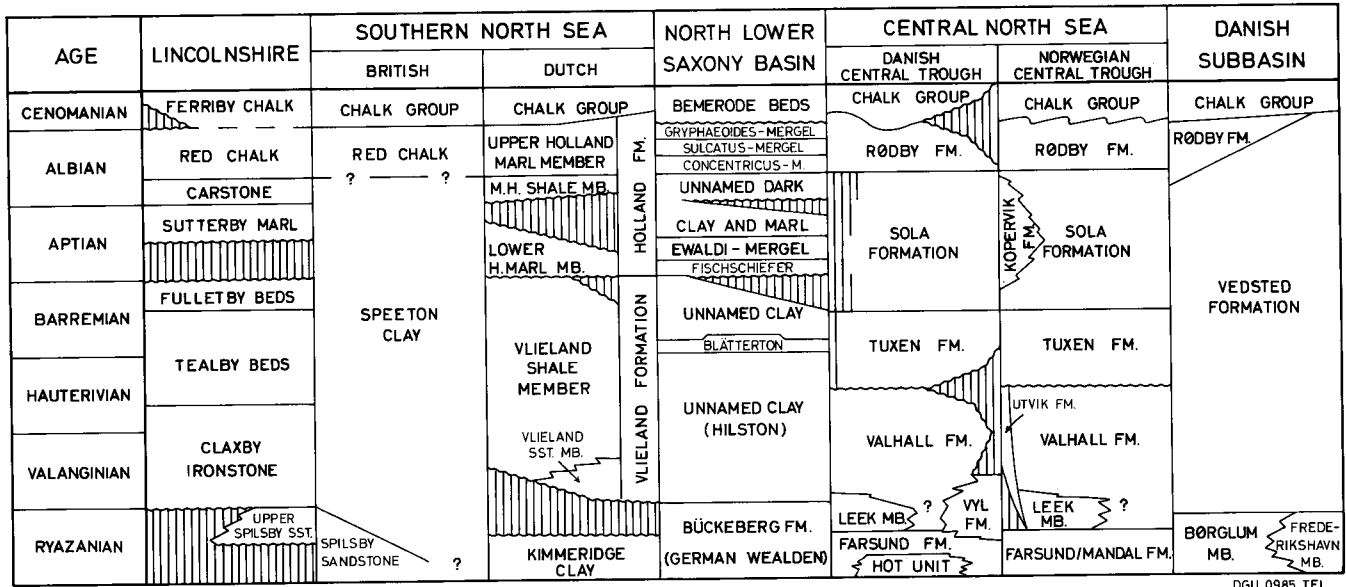 AGE
LINCOLNSHIRE
SOUTHERN NORTH SEA
BRITISH
DUTCH
NORTH LOWER
SAXONY BASIN
CENTRAL NORTH SEA
DANISH
CENTRAL TROUGH
NORWEGIAN
CENTRAL TROUGH
DANISH
SUBBASIN
CENOMANIAN
ALBIAN
APTIAN
BARREMIAN
HAUTERIVIAN
VALANGINIAN
RYAZANIAN
FERRIBY CHALK
RED CHALK
CARSTONE
SUTTERBY MARL
FULLETBY BEDS
TEALBY BEDS
CLAXBY
IRONSTONE
UPPER
SPILSBY SST.
CHALK GROUP
RED CHALK
? ?
SPEETON
CLAY
SPILSBY
SANDSTONE
?
CHALK GROUP
UPPER HOLLAND
MARL MEMBER
M.H. SHALE MB.
LOWER
H.MARL MB.
HOLLAND FM.
VLIELAND
SHALE
MEMBER
VLIELAND
SST. MB.
VLIELAND FORMATION
KIMMERIDGE
CLAY
BEMERODE BEDS
GRYPHAEOIDES-MERGEL
SULCATUS-MERGEL
CONCENTRICUS-M.
UNNAMED DARK
CLAY AND MARL
EWALDI-MERGEL
FISCHSCHIEFER
UNNAMED CLAY
BLÄTTERTON
UNNAMED CLAY
(HILSTON)
BÜCKEBERG FM.
(GERMAN WEALDEN)
CHALK GROUP
RØDBY FM.
SOLA
FORMATION
TUXEN FM.
VALHALL FM.
LEEK MB.
?
VYL
FM.
FARSUND FM.
HOT UNIT
CHALK GROUP
RØDBY FM.
KOPERVIK
FM.
SOLA
FORMATION
TUXEN FM.
UTVIK FM.
VALHALL FM.
LEEK
MB.
?
FARSUND/MANDAL FM.
CHALK GROUP
RØDBY FM.
VEDSTED
FORMATION
BØRGLUM
MB.
FREDE-
RIKSHAVN
MB.
DGU 0985 TEL